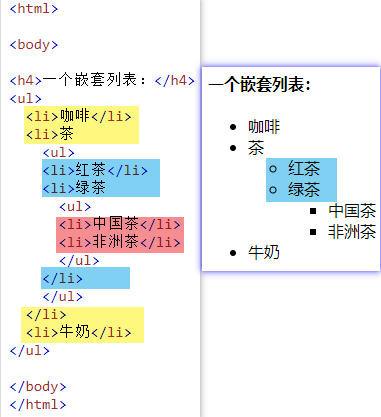 <html>
<body>
<h4>一个嵌套列表：</h4>
<ul>
<li>咖啡</li>
<li>茶
<ul>
<li>红茶</li>
<li>绿茶
<ul>
<li>中国茶</li>
<li>非洲茶</li>
</ul>
</li>
</ul>
</li>
<li>牛奶</li>
</ul>
</body>
</html>
一个嵌套列表：
咖啡
茶
红茶
绿茶
中国茶
非洲茶
牛奶